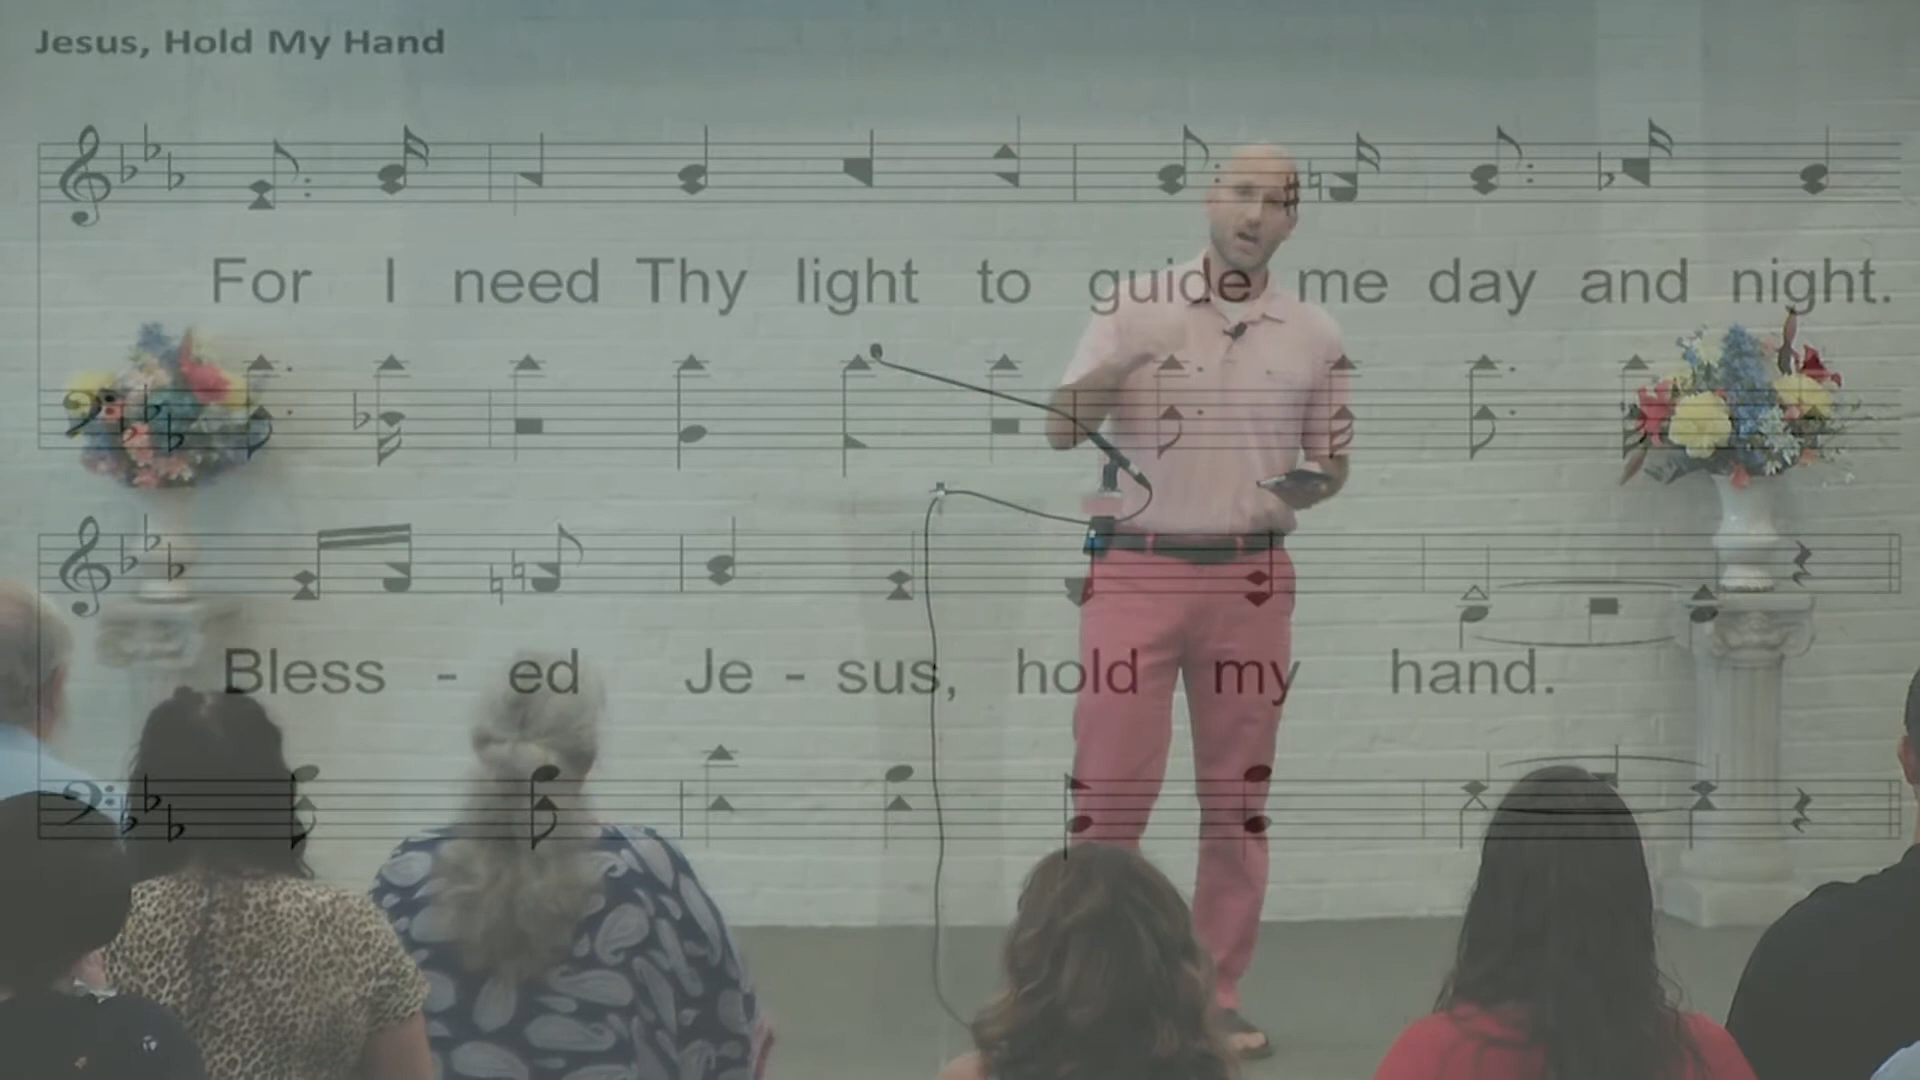 Jesus, Hold My Hand
For I need Thy light to guide me day and night.
Bless - ed Je - sus, hold my hand.